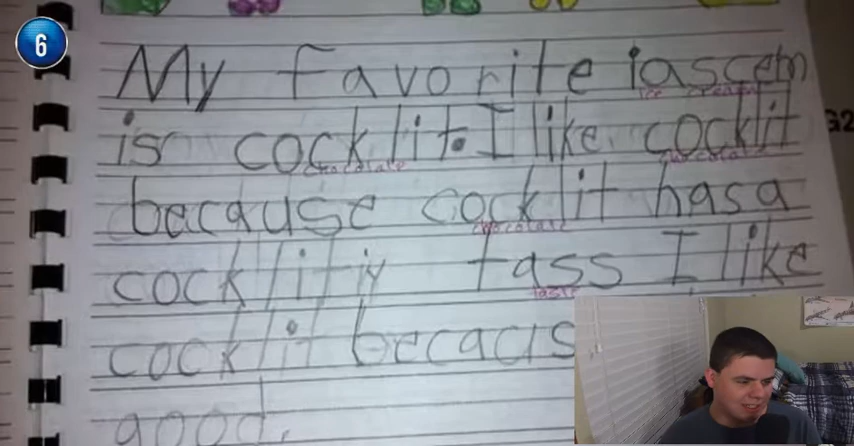 6
My favorite iascem
ice cream
is cocklit. I like cocklit
chocolate chocolate
because cocklit has a
chocolate
cocklitiy tass I like
taste
cocklit becacis
good.